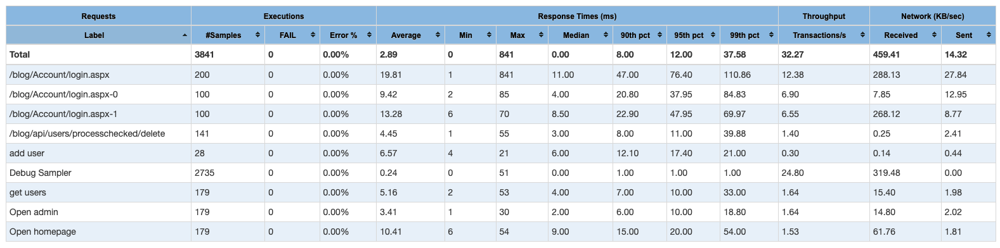 Requests Executions Response Times (ms) Throughput Network (KB/sec)
Label #Samples FAIL Error % Average Min Max Median 90th pct 95th pct 99th pct Transactions/s Received Sent
Total 3841 0 0.00% 2.89 0 841 0.00 8.00 12.00 37.58 32.27 459.41 14.32
/blog/Account/login.aspx 200 0 0.00% 19.81 1 841 11.00 47.00 76.40 110.86 12.38 288.13 27.84
/blog/Account/login.aspx-0 100 0 0.00% 9.42 2 85 4.00 20.80 37.95 84.83 6.90 7.85 12.95
/blog/Account/login.aspx-1 100 0 0.00% 13.28 6 70 8.50 22.90 47.95 69.97 6.55 268.12 8.77
/blog/api/users/processchecked/delete 141 0 0.00% 4.45 1 55 3.00 8.00 11.00 39.88 1.40 0.25 2.41
add user 28 0 0.00% 6.57 4 21 6.00 12.10 17.40 21.00 0.30 0.14 0.44
Debug Sampler 2735 0 0.00% 0.24 0 51 0.00 1.00 1.00 1.00 24.80 319.48 0.00
get users 179 0 0.00% 5.16 2 53 4.00 7.00 10.00 33.00 1.64 15.40 1.98
Open admin 179 0 0.00% 3.41 1 30 2.00 6.00 10.00 18.80 1.64 14.80 2.02
Open homepage 179 0 0.00% 10.41 6 54 9.00 15.00 20.00 54.00 1.53 61.76 1.81